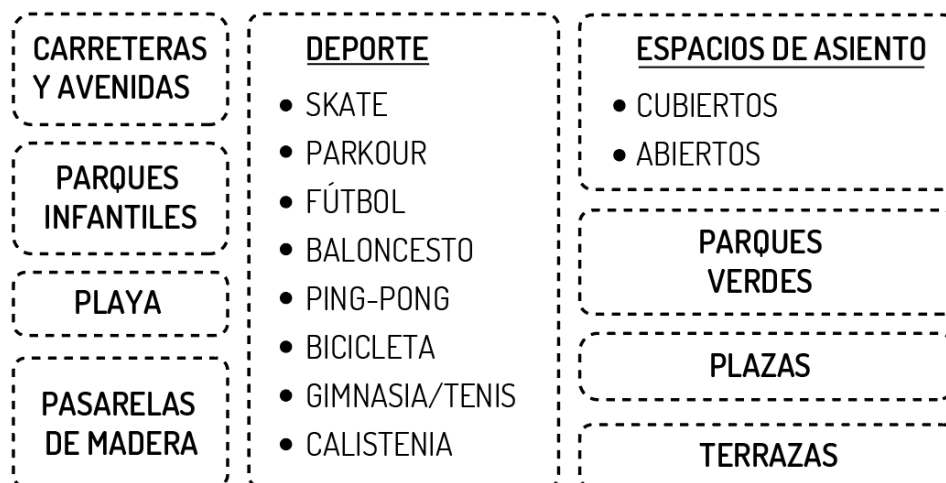 CARRETERAS
Y AVENIDAS
PARQUES
INFANTILES
PLAYA
PASARELAS
DE MADERA
DEPORTE
• SKATE
• PARKOUR
• FÚTBOL
• BALONCESTO
• PING-PONG
• BICICLETA
• GIMNASIA/TENIS
• CALISTENIA
ESPACIOS DE ASIENTO
• CUBIERTOS
• ABIERTOS
PARQUES
VERDES
PLAZAS
TERRAZAS